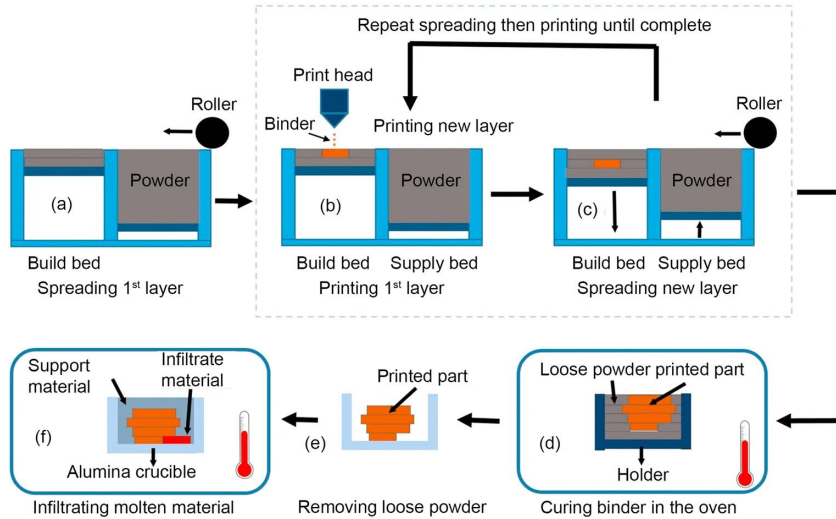 Repeat spreading then printing until complete
Print head
Roller
Binder
Printing new layer
Roller
Powder
(a)
(b)
Powder
(c)
Build bed
Spreading 1st layer
Build bed
Supply bed
Printing 1st layer
Build bed
Supply bed
Spreading new layer
Support
material
Infiltrate
material
(f)
Alumina crucible
Infiltrating molten material
Printed part
(e)
Removing loose powder
Loose powder printed part
(d)
Holder
Curing binder in the oven